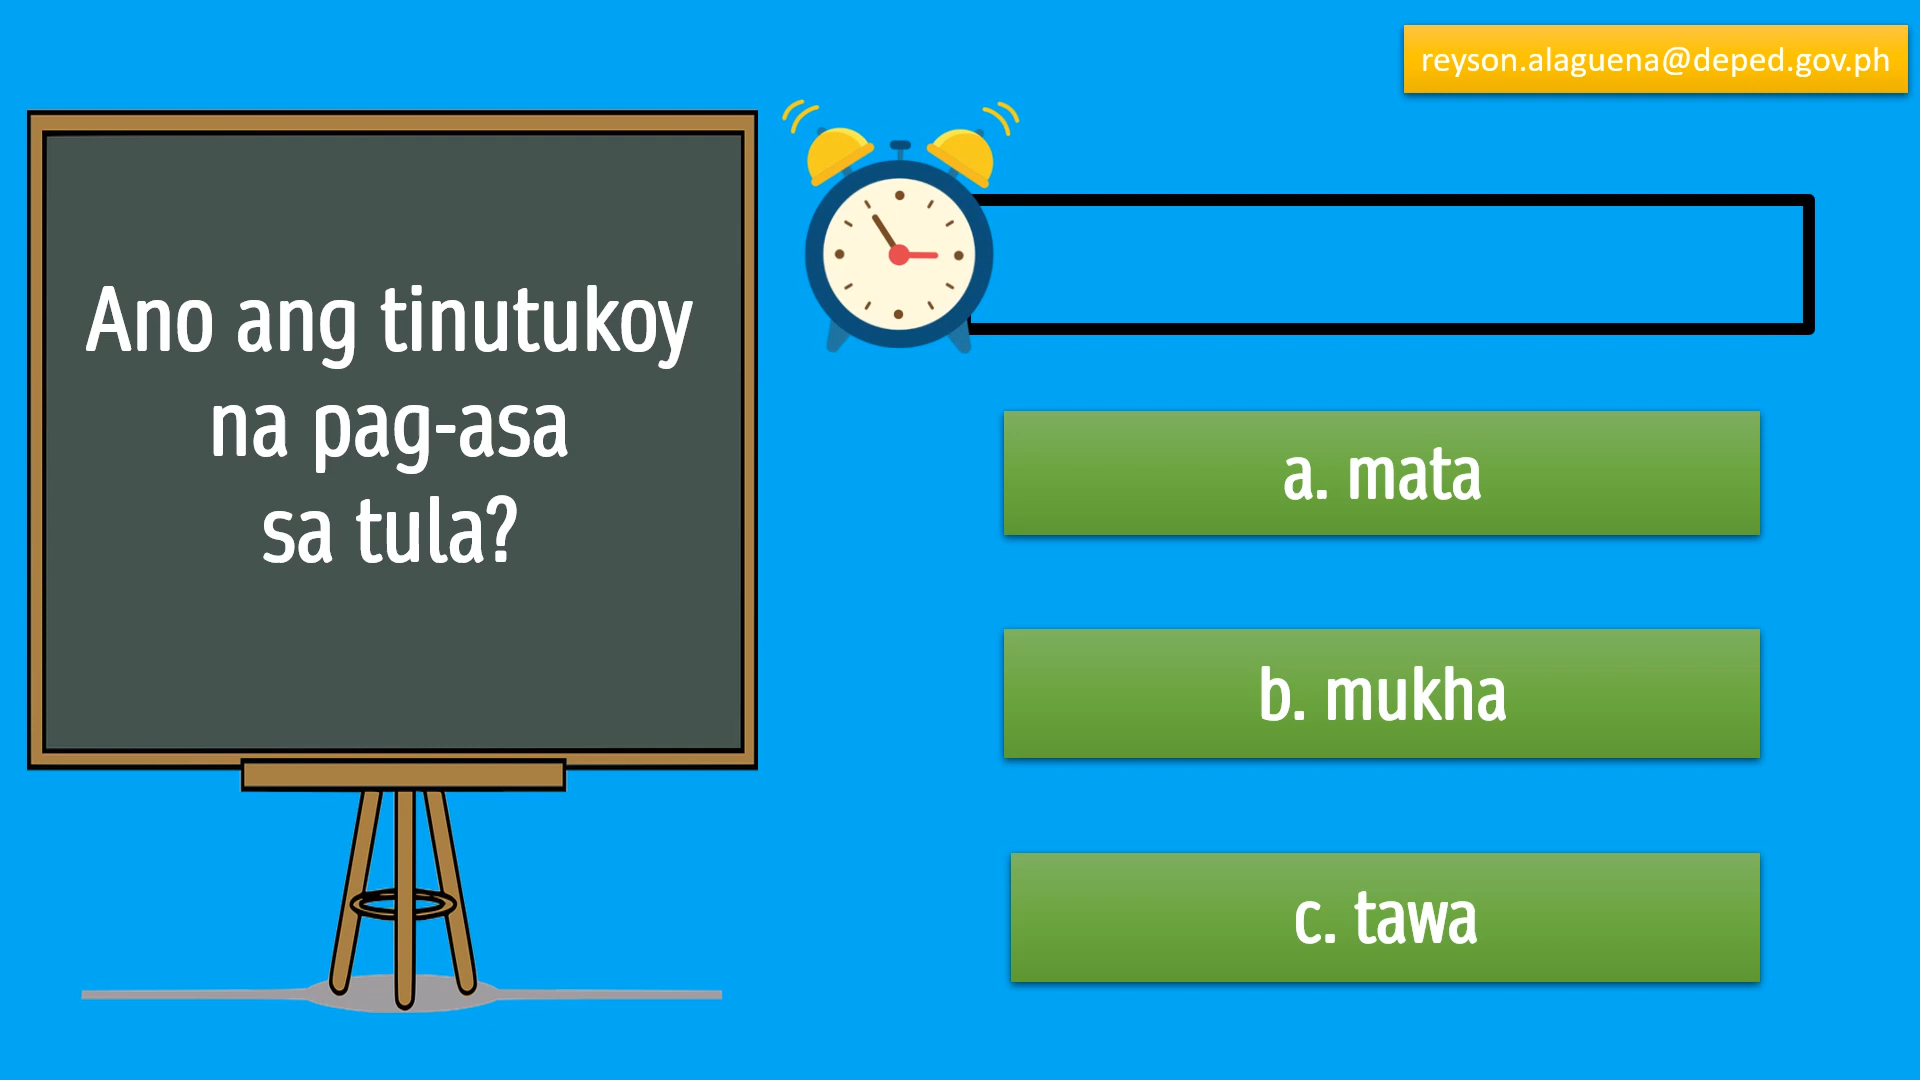 reyson.alaguena@deped.gov.ph
Ano ang tinutukoy
na pag-asa
sa tula?
a. mata
b. mukha
c. tawa